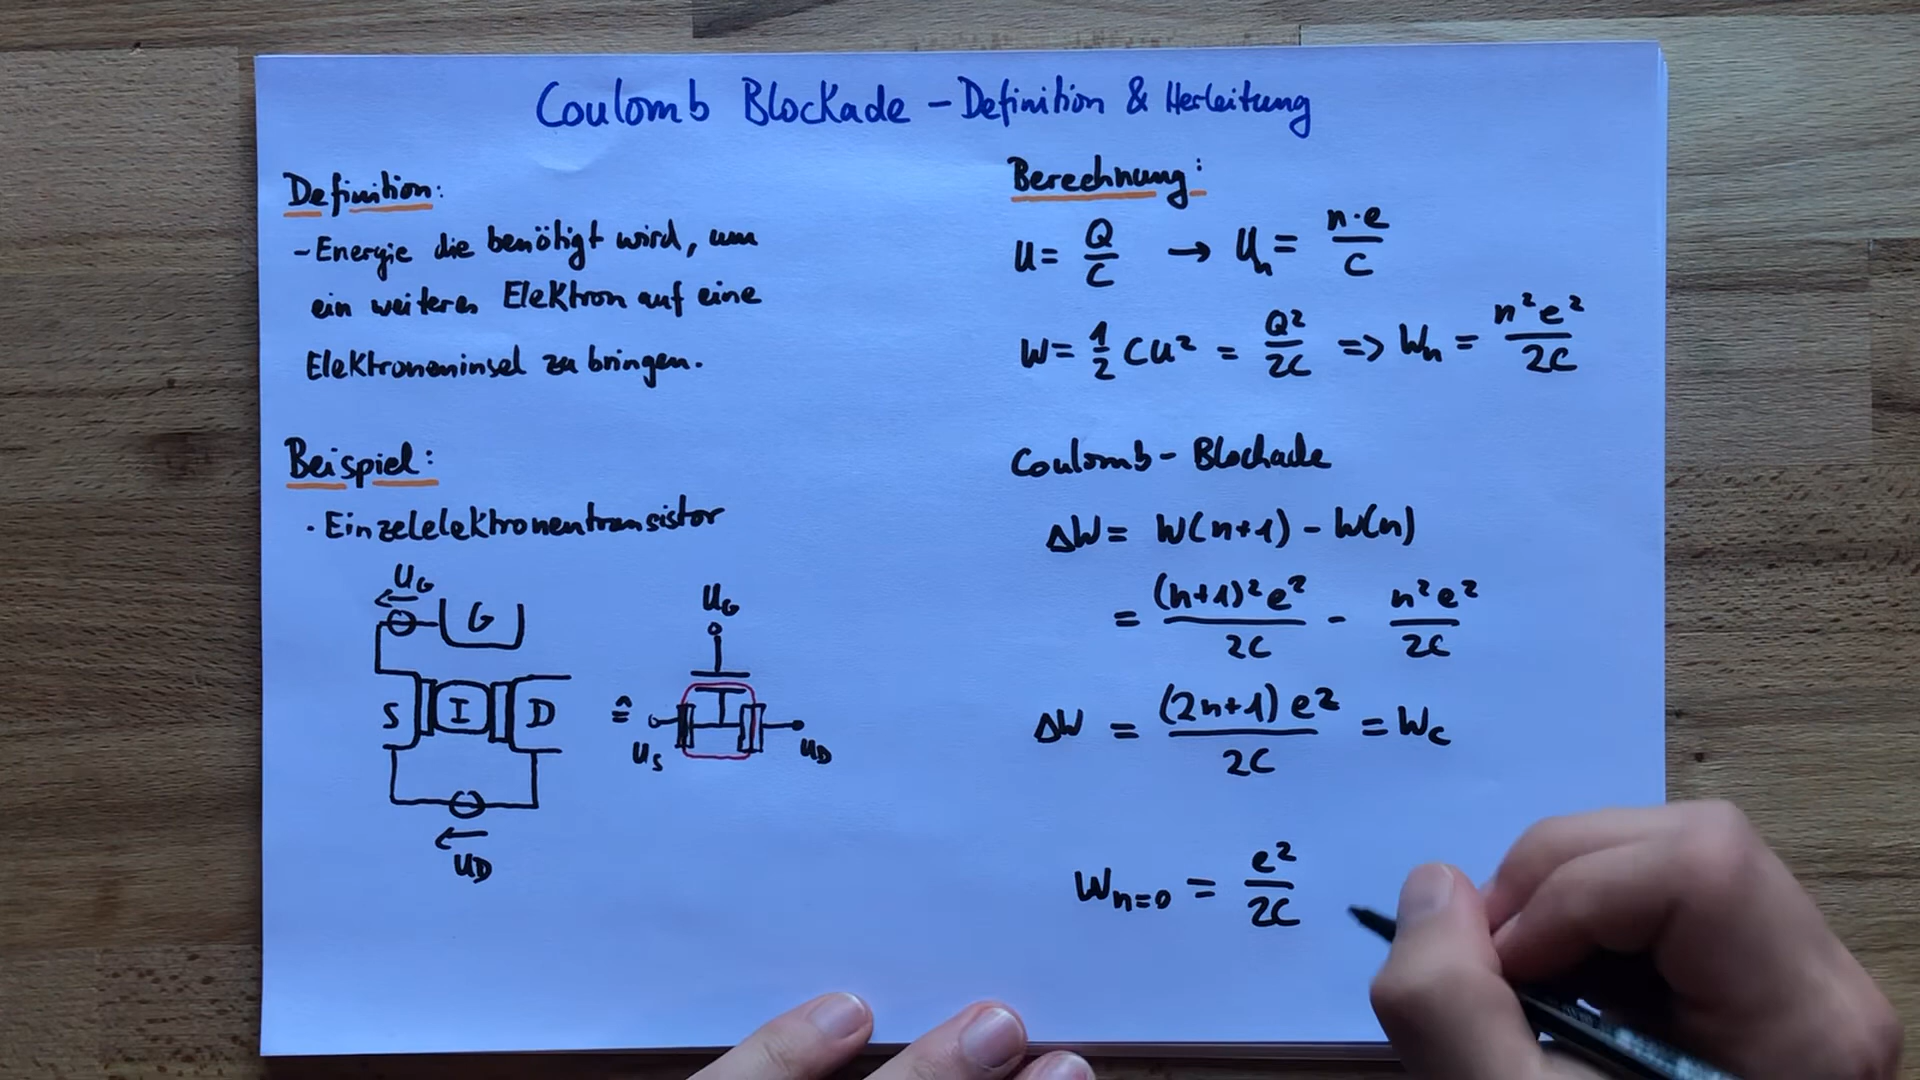 Coulomb Blockade - Definition & Herleitung
Definition:
- Energie die benötigt wird, um
ein weiteres Elektron auf eine
Elektroneninsel zu bringen.
Beispiel:
· Einzelelektronentransistor
U_G
G
S I D
U_D
≙
U_G
U_S
U_D
Berechnung:
U = Q/C → U_n = n·e/C
W = 1/2 CU² = Q²/2C => W_n = n²e²/2C
Coulomb-Blockade
ΔW = W(n+1) - W(n)
= (n+1)²e²/2C - n²e²/2C
ΔW = (2n+1)e²/2C = W_C
W_n=0 = e²/2C